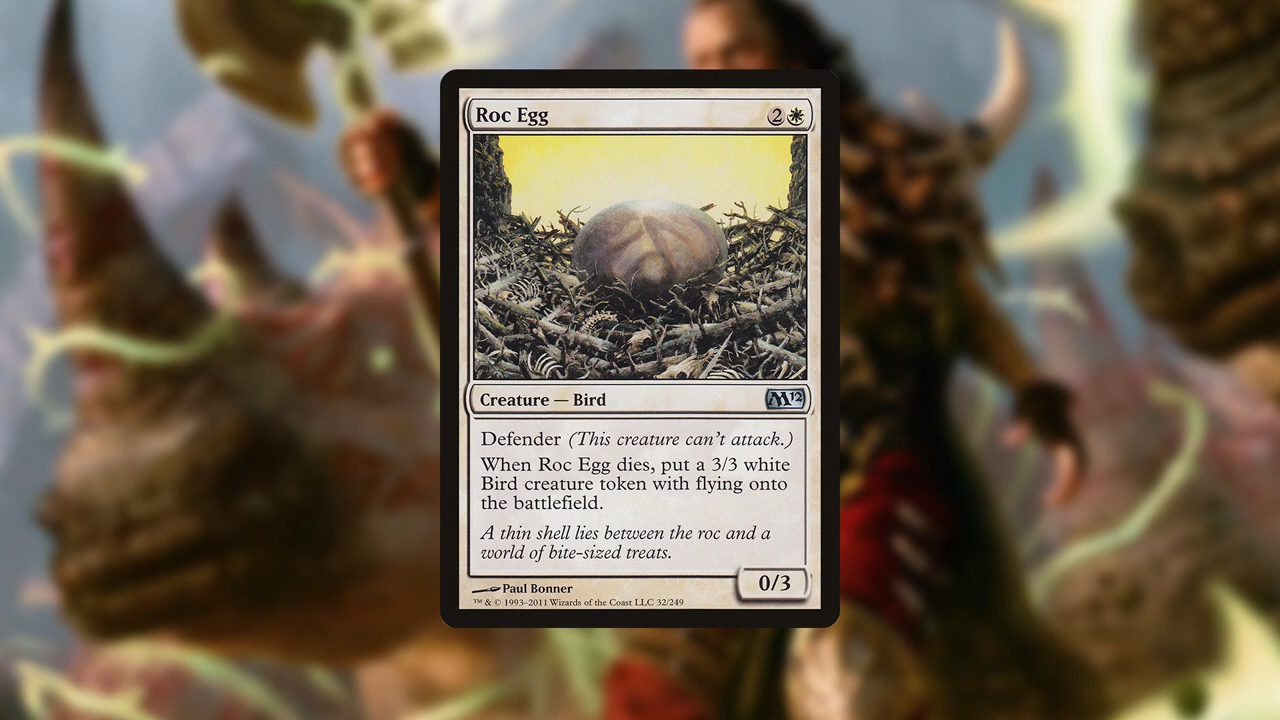 Roc Egg 2
Creature — Bird M12
Defender (This creature can't attack.)
When Roc Egg dies, put a 3/3 white
Bird creature token with flying onto
the battlefield.
A thin shell lies between the roc and a
world of bite-sized treats.
0/3
Paul Bonner
™ & © 1993–2011 Wizards of the Coast LLC 32/249